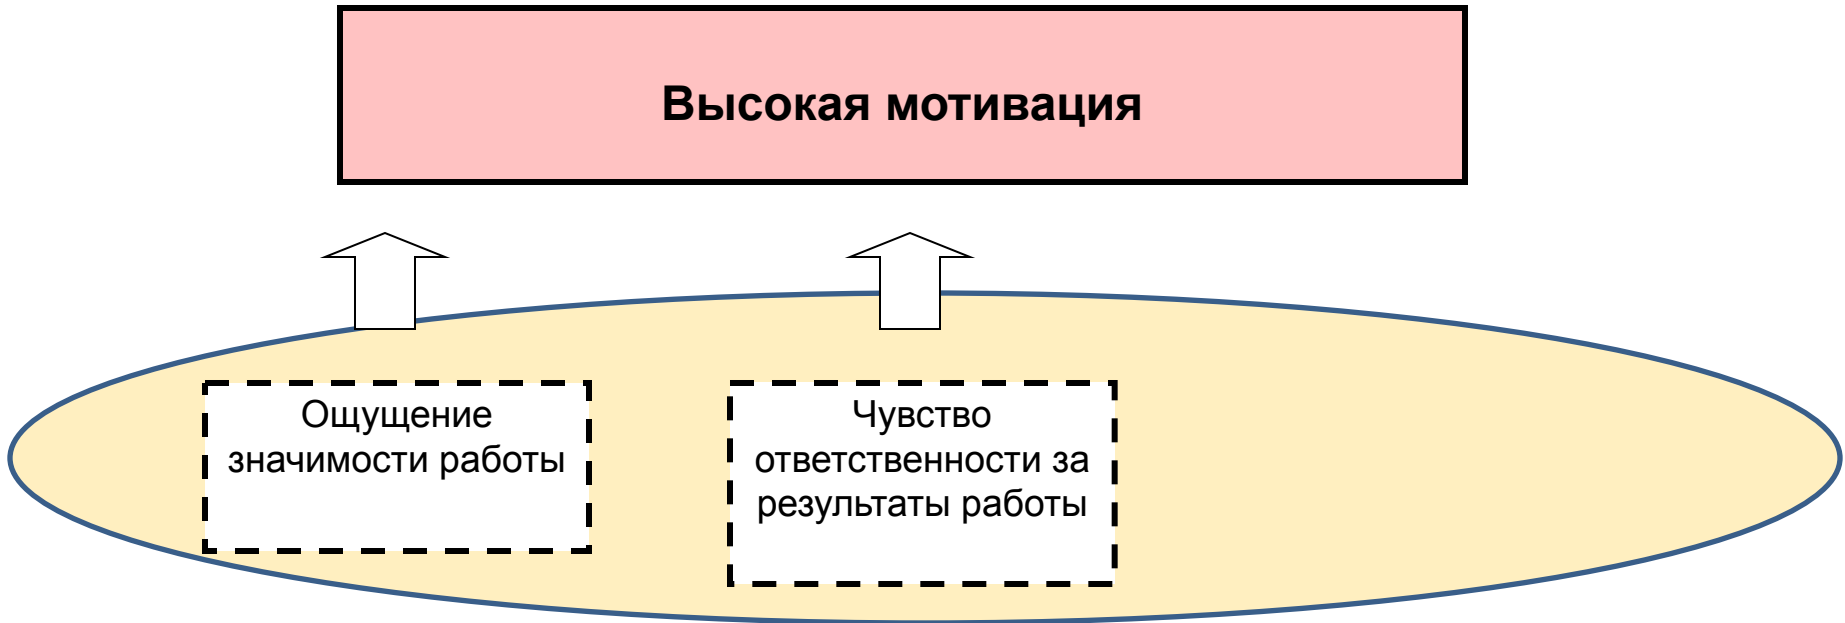 Высокая мотивация
Ощущение
значимости работы
Чувство
ответственности за
результаты работы